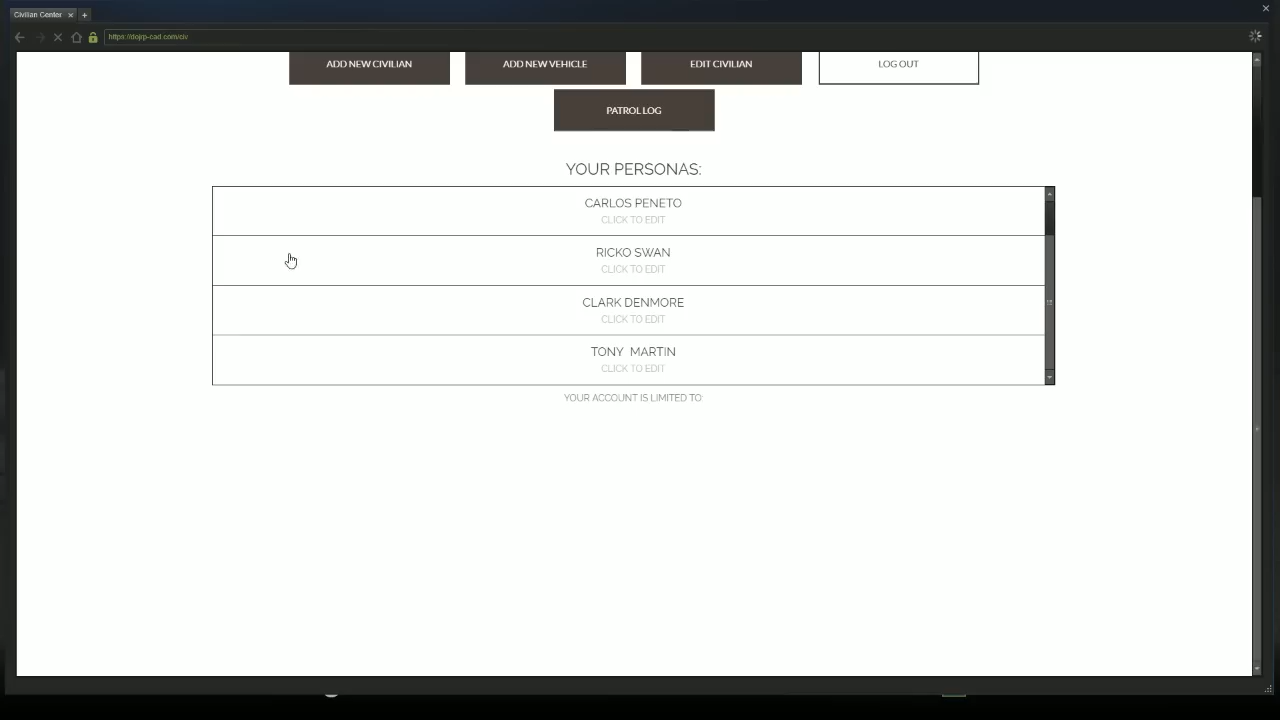 Civilian Center
https://dojrp-cad.com/civ
ADD NEW CIVILIAN
ADD NEW VEHICLE
EDIT CIVILIAN
LOG OUT
PATROL LOG
YOUR PERSONAS:
CARLOS PENETO
CLICK TO EDIT
RICKO SWAN
CLICK TO EDIT
CLARK DENMORE
CLICK TO EDIT
TONY MARTIN
CLICK TO EDIT
YOUR ACCOUNT IS LIMITED TO: